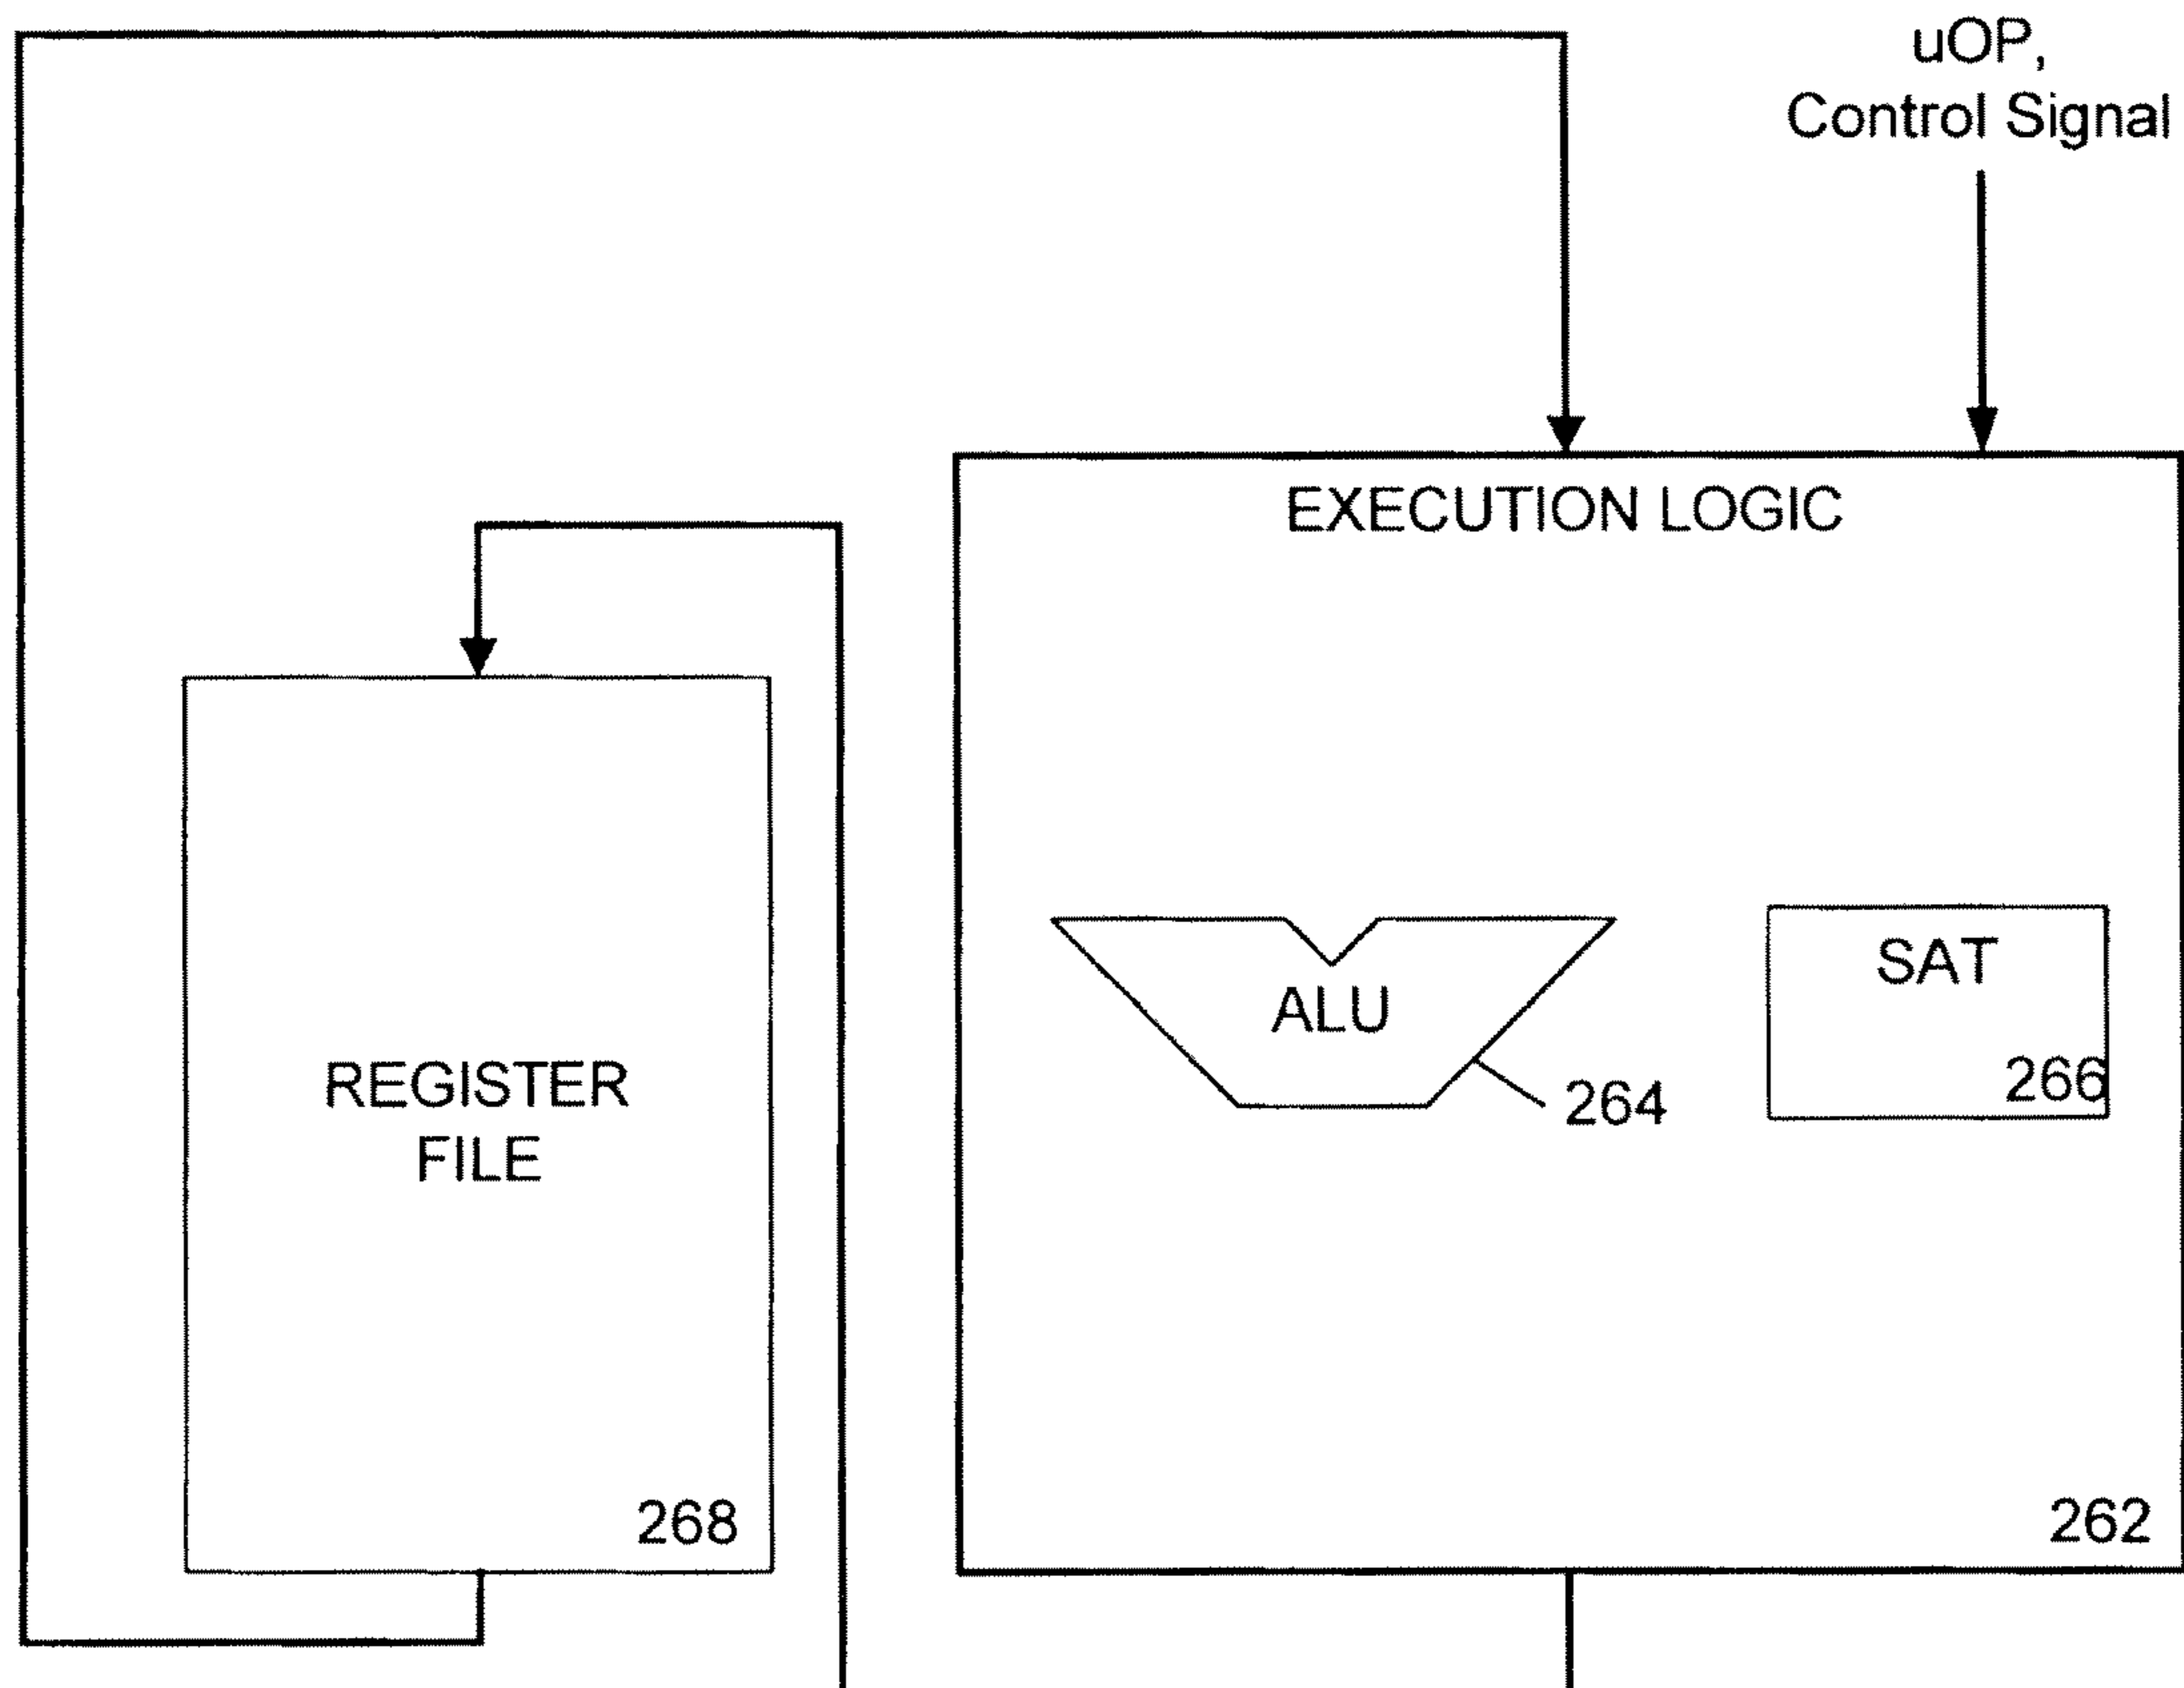 uOP,
Control Signal
EXECUTION LOGIC
ALU
264
SAT
266
REGISTER
FILE
268
262